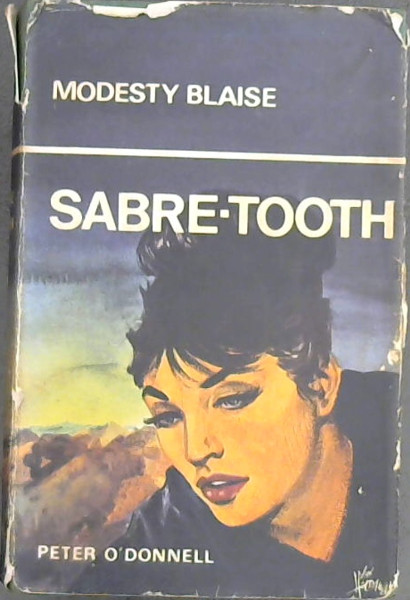 MODESTY BLAISE
SABRE-TOOTH
PETER O'DONNELL